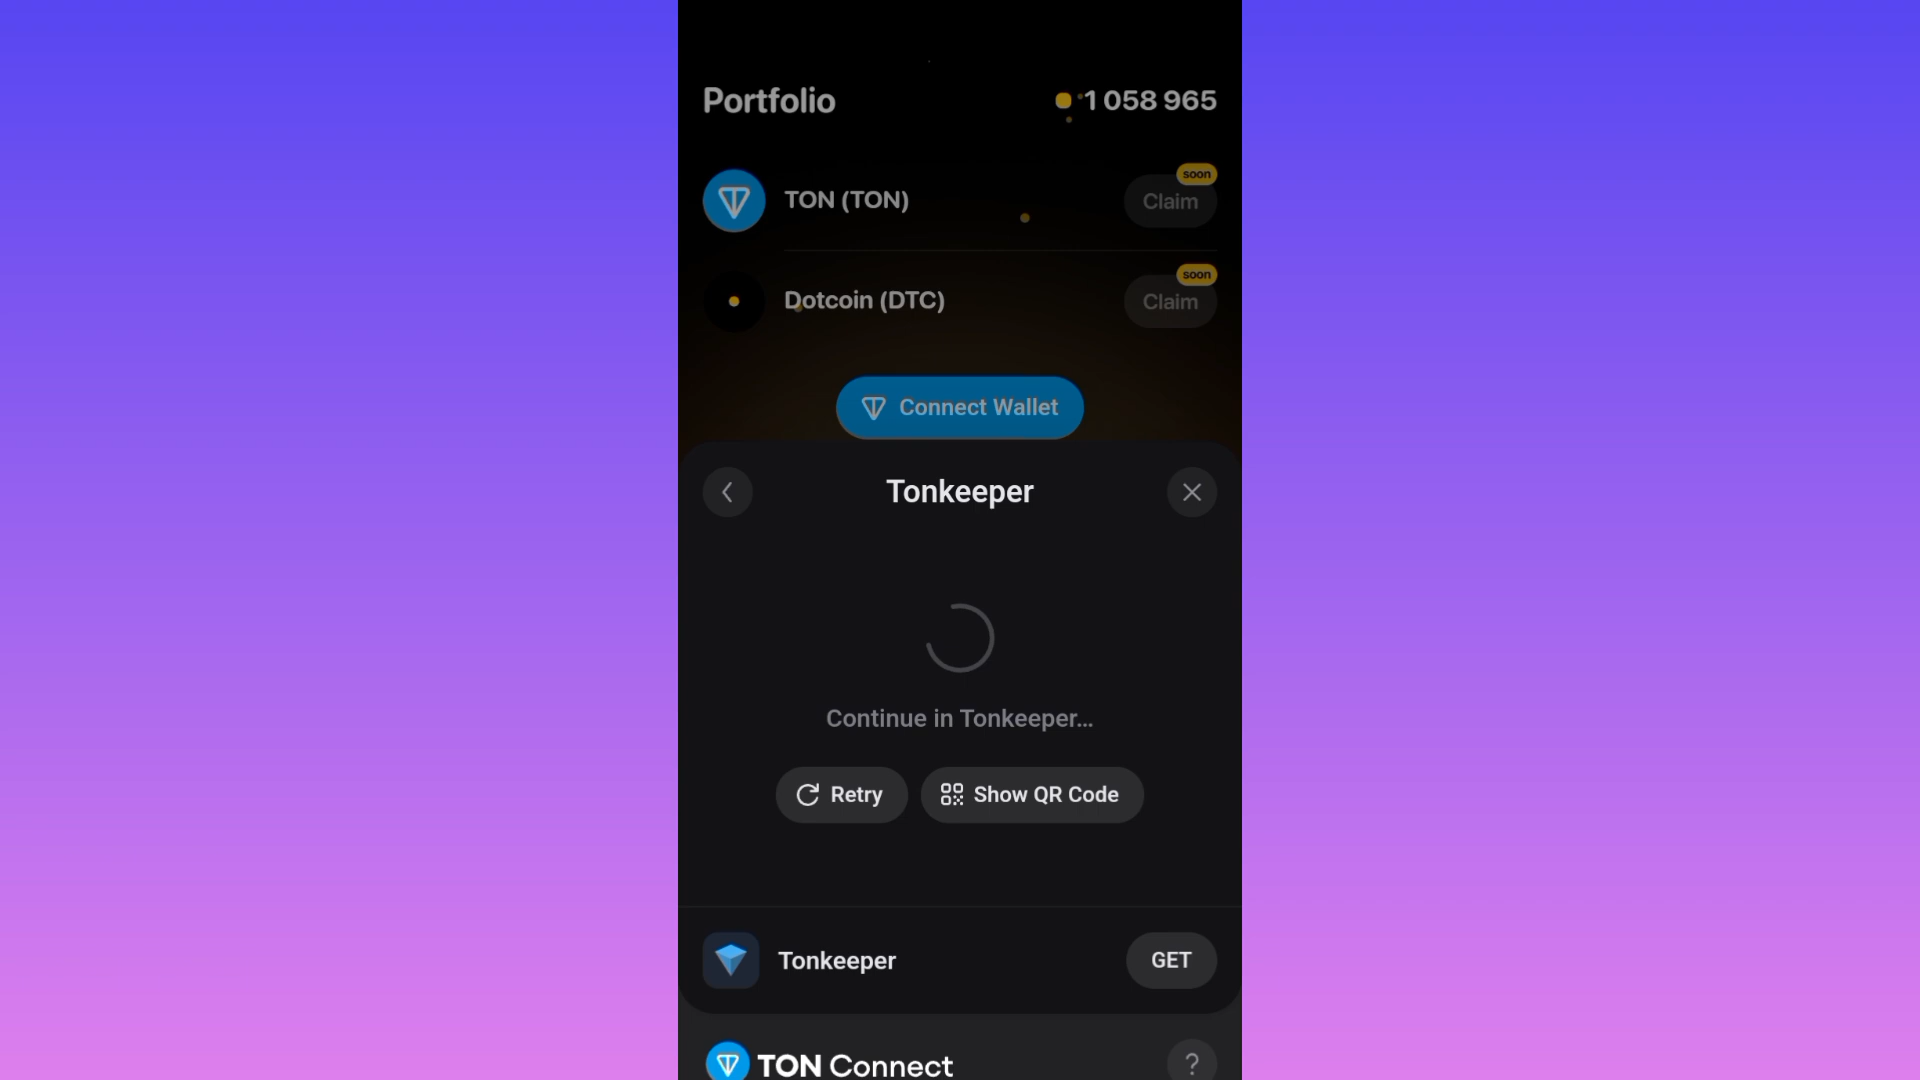 Portfolio
1 058 965
TON (TON)
soon
Claim
Dotcoin (DTC)
soon
Claim
Connect Wallet
Tonkeeper
Continue in Tonkeeper...
Retry
Show QR Code
Tonkeeper
GET
TON Connect
?